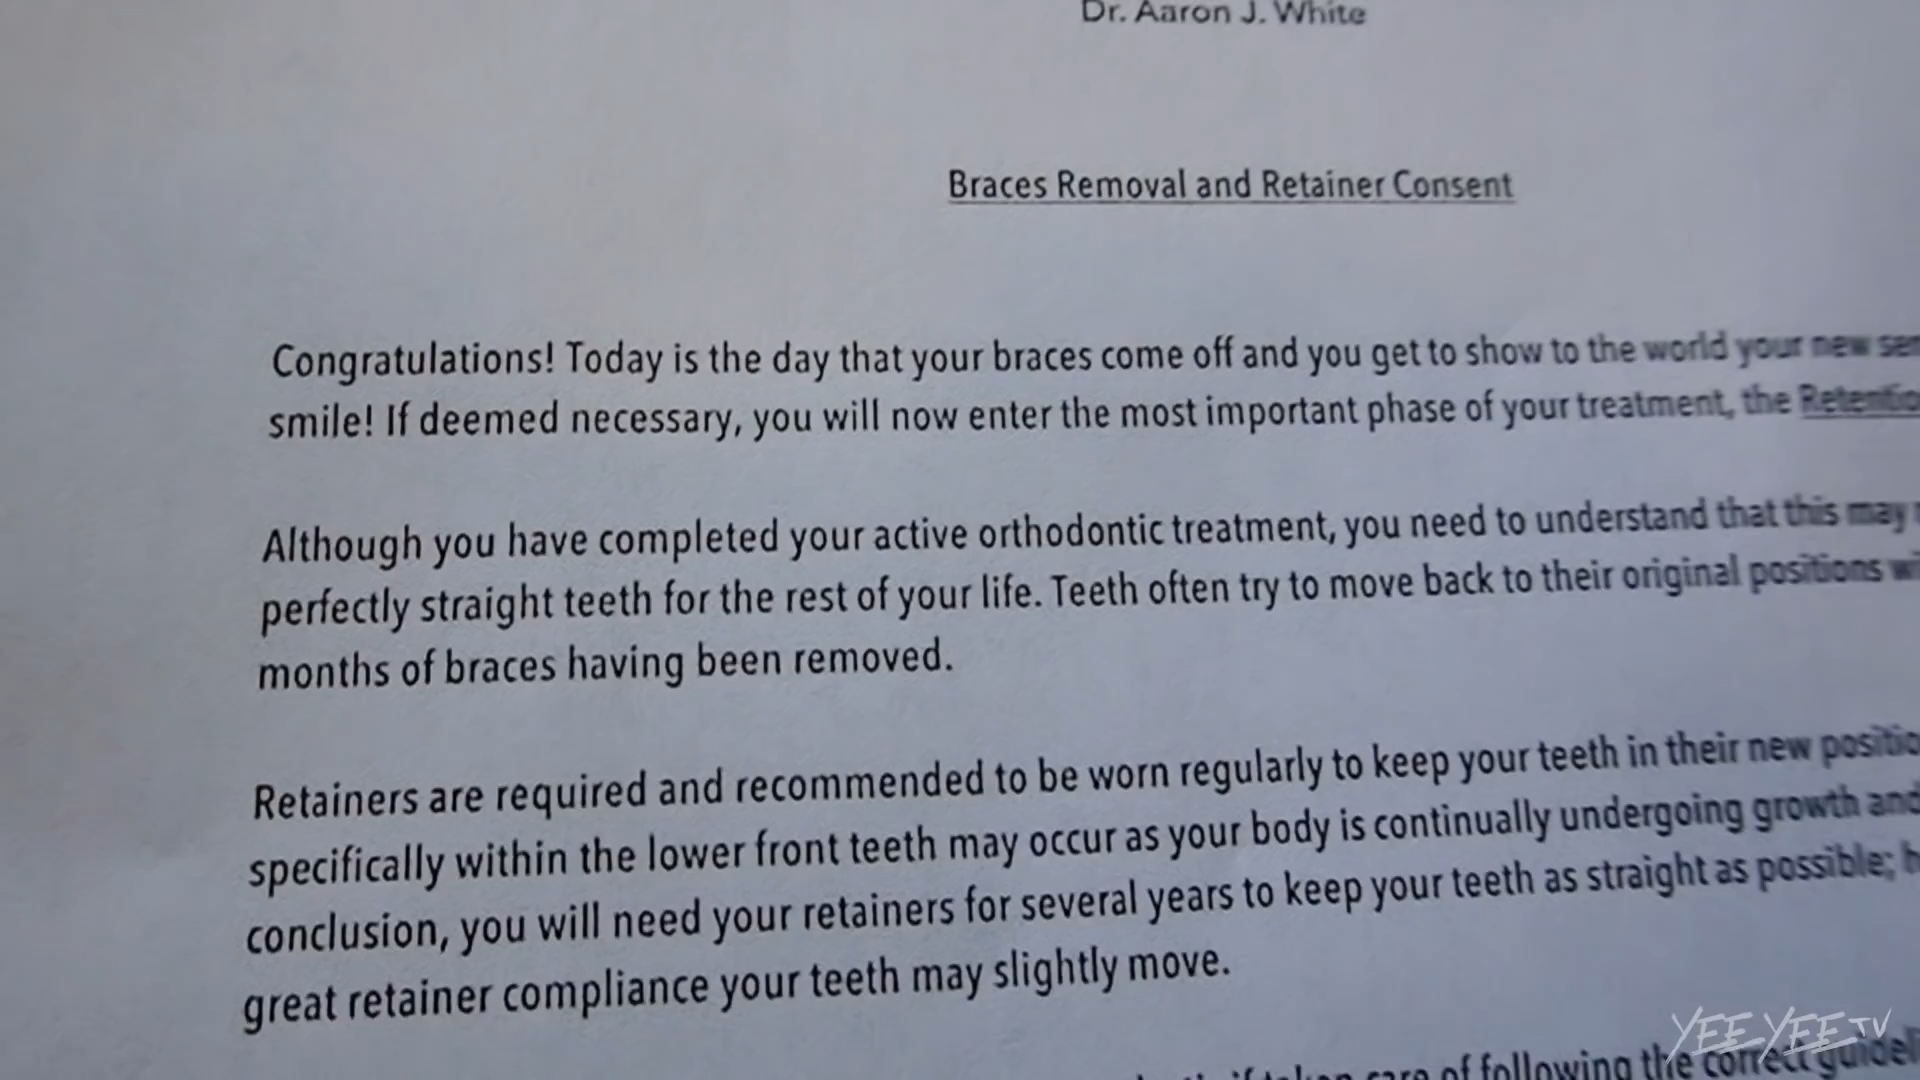 Dr. Aaron J. White
Braces Removal and Retainer Consent
Congratulations! Today is the day that your braces come off and you get to show to the world your new
smile! If deemed necessary, you will now enter the most important phase of your treatment, the
Although you have completed your active orthodontic treatment, you need to understand that this may
perfectly straight teeth for the rest of your life. Teeth often try to move back to their original positions
months of braces having been removed.
Retainers are required and recommended to be worn regularly to keep your teeth in their new
specifically within the lower front teeth may occur as your body is continually undergoing growth and
conclusion, you will need your retainers for several years to keep your teeth as straight as possible;
great retainer compliance your teeth may slightly move.
of following the correct
YEE YEE TV